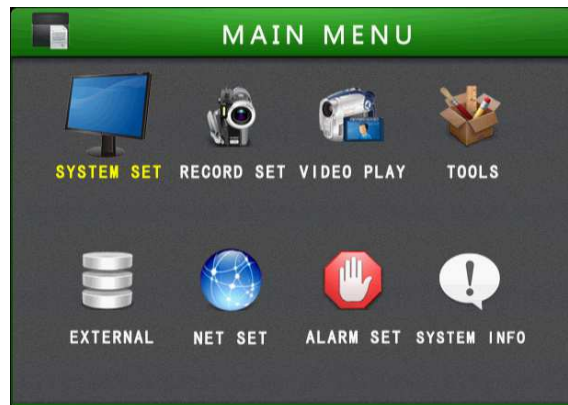 MAIN MENU
SYSTEM SET RECORD SET VIDEO PLAY TOOLS
EXTERNAL NET SET ALARM SET SYSTEM INFO